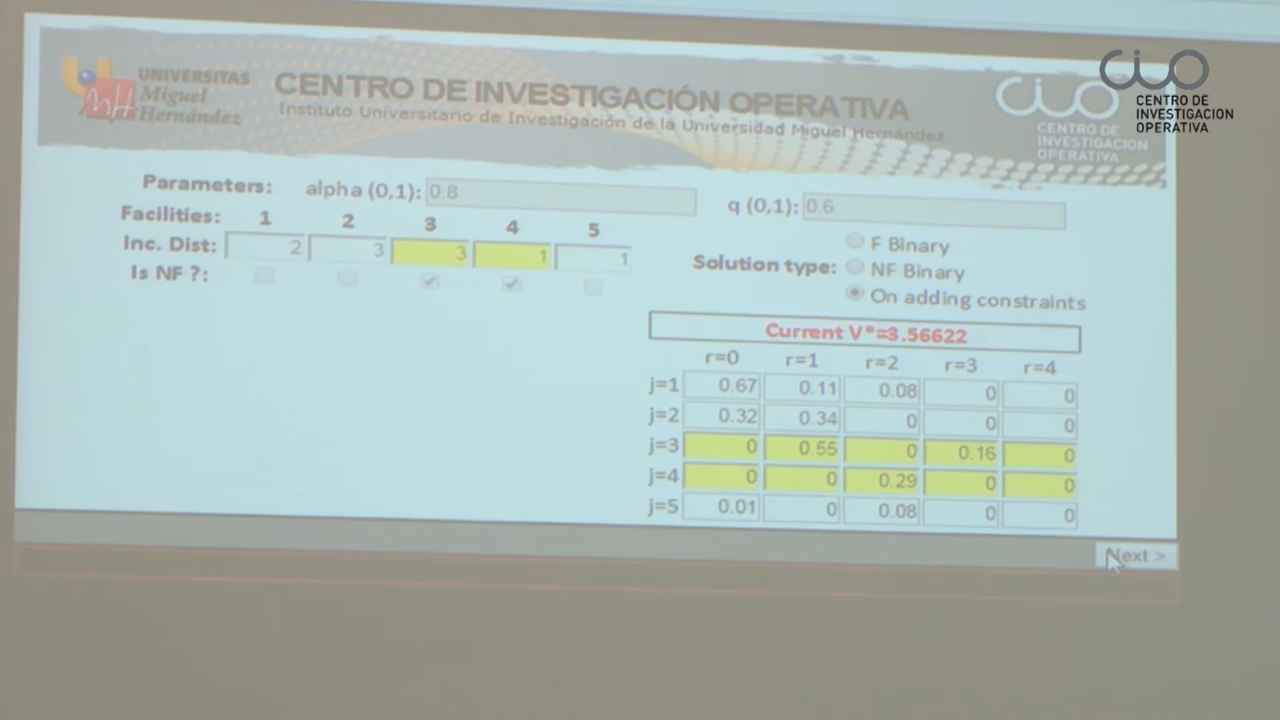 UNIVERSITAS
Miguel
Hernández
CENTRO DE INVESTIGACIÓN OPERATIVA
Instituto Universitario de Investigación de la Universidad Miguel Hernández
CIO
CENTRO DE
INVESTIGACION
OPERATIVA
CIO
CENTRO DE
INVESTIGACION
OPERATIVA
Parameters: alpha (0,1): 0.8 q (0,1): 0.6
Facilities: 1 2 3 4 5
Inc. Dist: 2 3 3 1 1
Is NF ?:
Solution type:
F Binary
NF Binary
On adding constraints
Current V*=3.56622
r=0 r=1 r=2 r=3 r=4
j=1 0.67 0.11 0.08 0 0
j=2 0.32 0.34 0 0 0
j=3 0 0.55 0 0.16 0
j=4 0 0 0.29 0 0
j=5 0.01 0 0.08 0 0
Next >